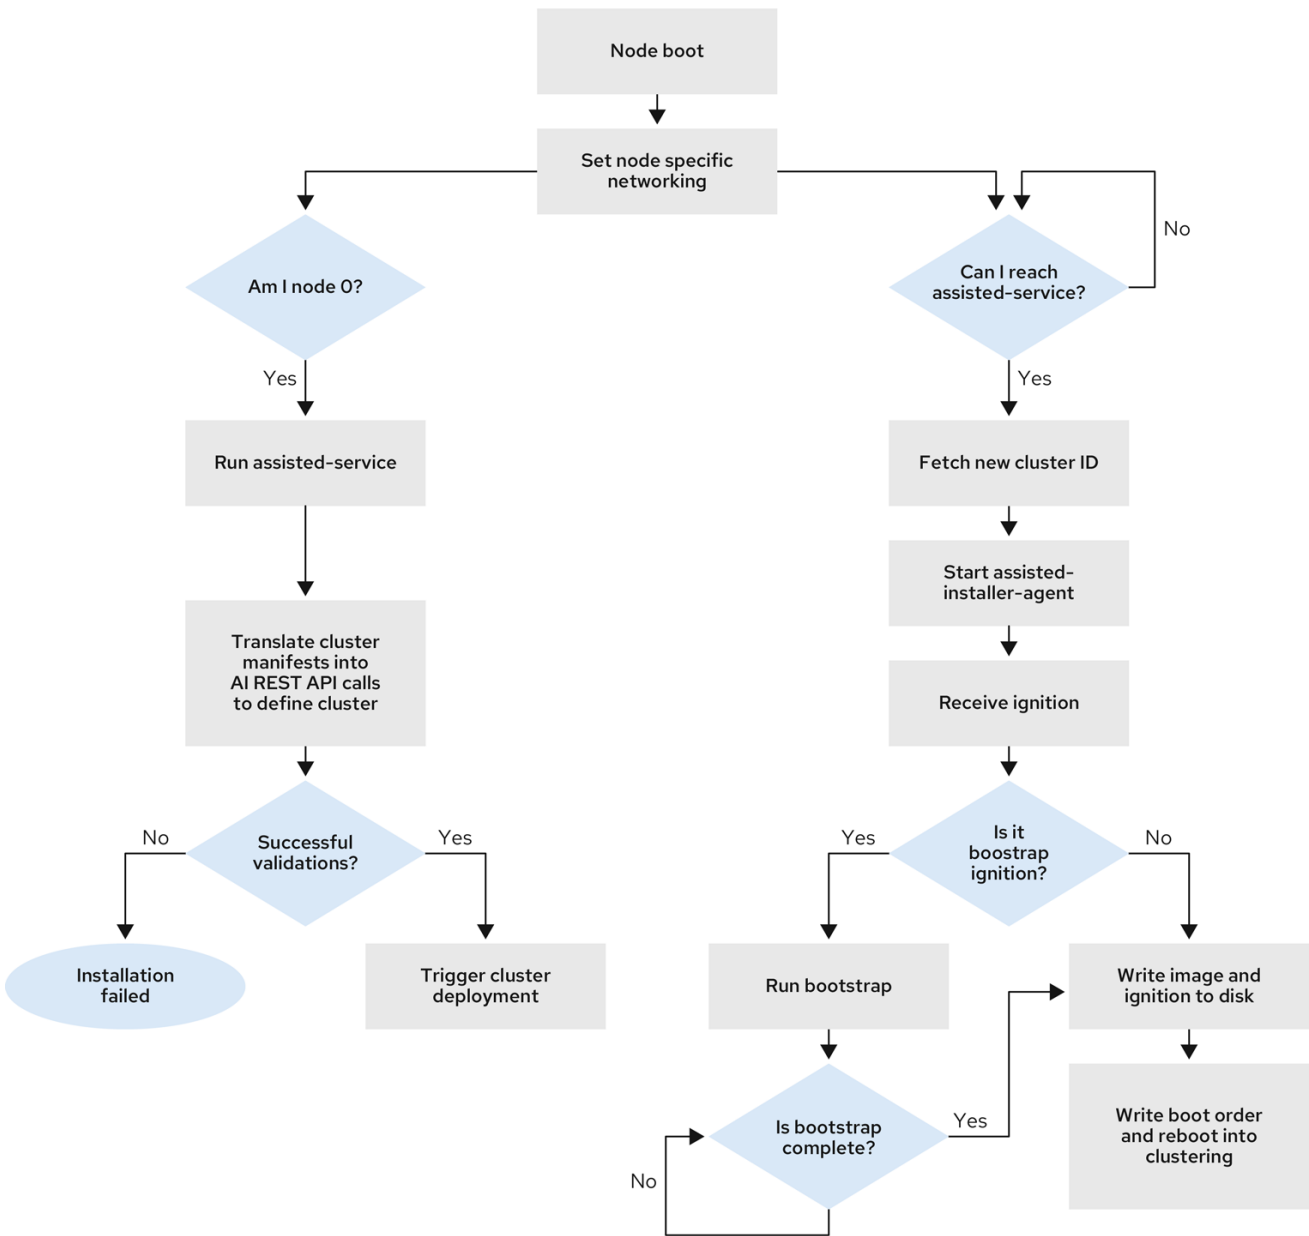 Node boot
Set node specific
networking
Am I node 0?
Yes
Run assisted-service
Translate cluster
manifests into
AI REST API calls
to define cluster
Successful
validations?
No
Yes
Installation
failed
Trigger cluster
deployment
Can I reach
assisted-service?
No
Yes
Fetch new cluster ID
Start assisted-
installer-agent
Receive ignition
Is it
boostrap
ignition?
Yes
No
Run bootstrap
Write image and
ignition to disk
Is bootstrap
complete?
Yes
No
Write boot order
and reboot into
clustering